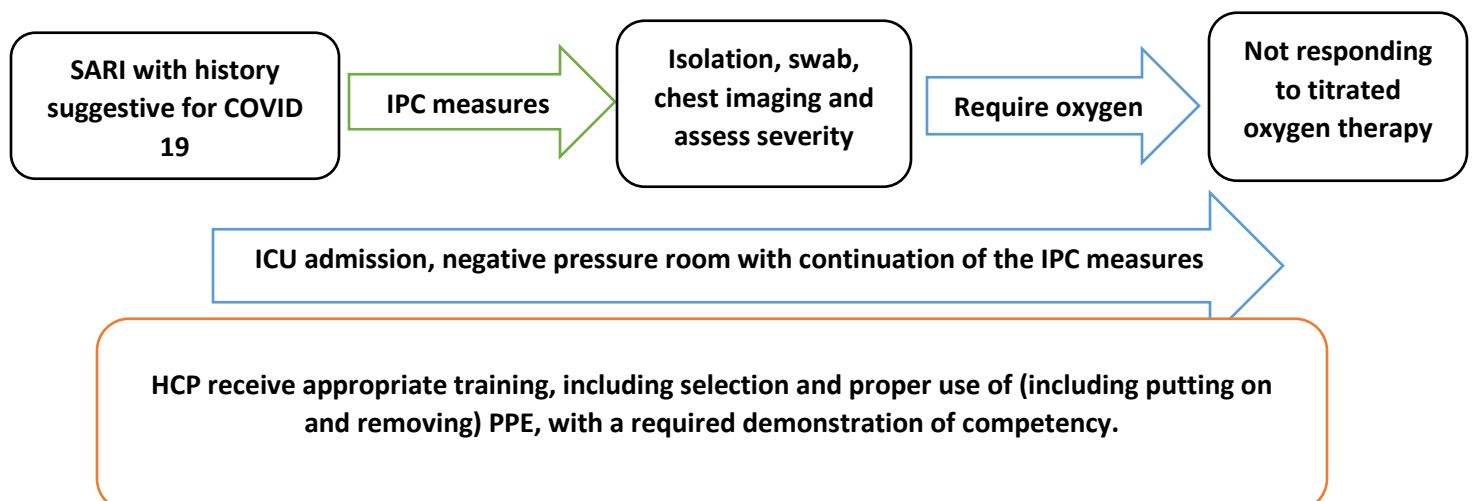 SARI with history
suggestive for COVID
19
IPC measures
Isolation, swab,
chest imaging and
assess severity
Require oxygen
Not responding
to titrated
oxygen therapy
ICU admission, negative pressure room with continuation of the IPC measures
HCP receive appropriate training, including selection and proper use of (including putting on
and removing) PPE, with a required demonstration of competency.